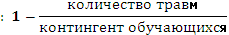 количество травм
: 1 −
контингент обучающихся